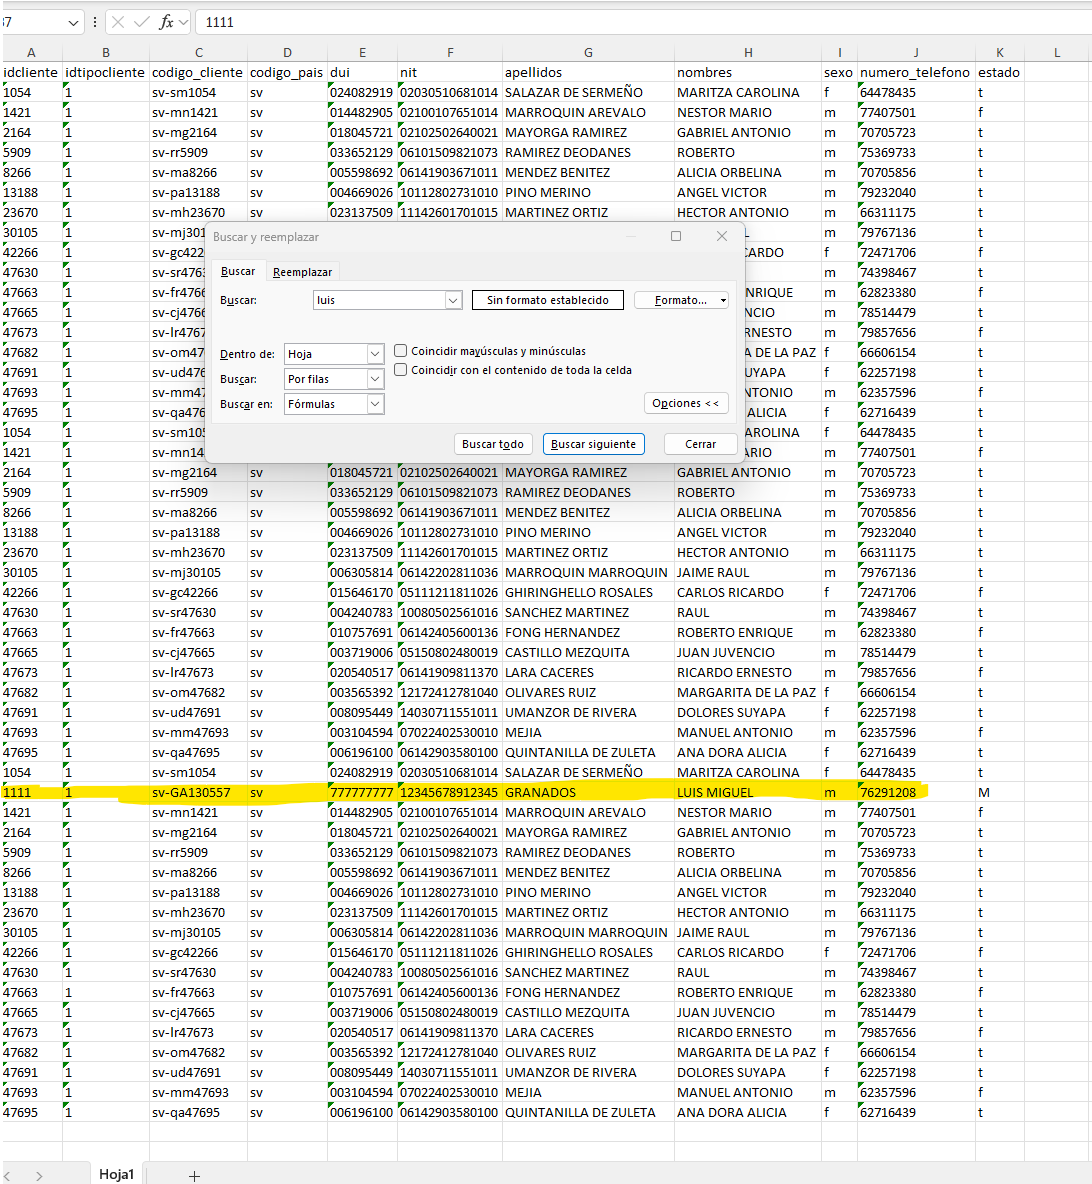 37 fx 1111
A B C D E F G H I J K L
idcliente idtipocliente codigo_cliente codigo_pais dui nit apellidos nombres sexo numero_telefono estado
1054 1 sv-sm1054 sv 024082919 02030510681014 SALAZAR DE SERMEÑO MARITZA CAROLINA f 64478435 t
1421 1 sv-mn1421 sv 014482905 02100107651014 MARROQUIN AREVALO NESTOR MARIO m 77407501 f
2164 1 sv-mg2164 sv 018045721 02102502640021 MAYORGA RAMIREZ GABRIEL ANTONIO m 70705723 t
5909 1 sv-rr5909 sv 033652129 06101509821073 RAMIREZ DEODANES ROBERTO m 75369733 t
8266 1 sv-ma8266 sv 005598692 06141903671011 MENDEZ BENITEZ ALICIA ORBELINA f 70705856 t
13188 1 sv-pa13188 sv 004669026 10112802731010 PINO MERINO ANGEL VICTOR m 79232040 t
23670 1 sv-mh23670 sv 023137509 11142601701015 MARTINEZ ORTIZ HECTOR ANTONIO m 66311175 t
30105 1 sv-mj301 L m 79767136 t
42266 1 sv-gc422 CARDO f 72471706 f
47630 1 sv-sr4763 m 74398467 t
47663 1 sv-fr4766 NRIQUE m 62823380 f
47665 1 sv-cj4766 NCIO m 78514479 t
47673 1 sv-lr4767 RNESTO m 79857656 f
47682 1 sv-om47 A DE LA PAZ f 66606154 t
47691 1 sv-ud476 UYAPA f 62257198 t
47693 1 sv-mm47 TONIO m 62357596 f
47695 1 sv-qa476 ALICIA f 62716439 t
1054 1 sv-sm105 AROLINA f 64478435 t
1421 1 sv-mn14 ARIO m 77407501 f
Buscar y reemplazar
Buscar Reemplazar
Buscar: luis Sin formato establecido Formato...
Dentro de: Hoja Coincidir mayúsculas y minúsculas
Buscar: Por filas Coincidir con el contenido de toda la celda
Buscar en: Fórmulas Opciones <<
Buscar todo Buscar siguiente Cerrar
2164 1 sv-mg2164 sv 018045721 02102502640021 MAYORGA RAMIREZ GABRIEL ANTONIO m 70705723 t
5909 1 sv-rr5909 sv 033652129 06101509821073 RAMIREZ DEODANES ROBERTO m 75369733 t
8266 1 sv-ma8266 sv 005598692 06141903671011 MENDEZ BENITEZ ALICIA ORBELINA f 70705856 t
13188 1 sv-pa13188 sv 004669026 10112802731010 PINO MERINO ANGEL VICTOR m 79232040 t
23670 1 sv-mh23670 sv 023137509 11142601701015 MARTINEZ ORTIZ HECTOR ANTONIO m 66311175 t
30105 1 sv-mj30105 sv 006305814 06142202811036 MARROQUIN MARROQUIN JAIME RAUL m 79767136 t
42266 1 sv-gc42266 sv 015646170 05111211811026 GHIRINGHELLO ROSALES CARLOS RICARDO f 72471706 f
47630 1 sv-sr47630 sv 004240783 10080502561016 SANCHEZ MARTINEZ RAUL m 74398467 t
47663 1 sv-fr47663 sv 010757691 06142405600136 FONG HERNANDEZ ROBERTO ENRIQUE m 62823380 f
47665 1 sv-cj47665 sv 003719006 05150802480019 CASTILLO MEZQUITA JUAN JUVENCIO m 78514479 t
47673 1 sv-lr47673 sv 020540517 06141909811370 LARA CACERES RICARDO ERNESTO m 79857656 f
47682 1 sv-om47682 sv 003565392 12172412781040 OLIVARES RUIZ MARGARITA DE LA PAZ f 66606154 t
47691 1 sv-ud47691 sv 008095449 14030711551011 UMANZOR DE RIVERA DOLORES SUYAPA f 62257198 t
47693 1 sv-mm47693 sv 003104594 07022402530010 MEJIA MANUEL ANTONIO m 62357596 f
47695 1 sv-qa47695 sv 006196100 06142903580100 QUINTANILLA DE ZULETA ANA DORA ALICIA f 62716439 t
1054 1 sv-sm1054 sv 024082919 02030510681014 SALAZAR DE SERMEÑO MARITZA CAROLINA f 64478435 t
1111 1 sv-GA130557 sv 777777777 12345678912345 GRANADOS LUIS MIGUEL m 76291208 M
1421 1 sv-mn1421 sv 014482905 02100107651014 MARROQUIN AREVALO NESTOR MARIO m 77407501 f
2164 1 sv-mg2164 sv 018045721 02102502640021 MAYORGA RAMIREZ GABRIEL ANTONIO m 70705723 t
5909 1 sv-rr5909 sv 033652129 06101509821073 RAMIREZ DEODANES ROBERTO m 75369733 t
8266 1 sv-ma8266 sv 005598692 06141903671011 MENDEZ BENITEZ ALICIA ORBELINA f 70705856 t
13188 1 sv-pa13188 sv 004669026 10112802731010 PINO MERINO ANGEL VICTOR m 79232040 t
23670 1 sv-mh23670 sv 023137509 11142601701015 MARTINEZ ORTIZ HECTOR ANTONIO m 66311175 t
30105 1 sv-mj30105 sv 006305814 06142202811036 MARROQUIN MARROQUIN JAIME RAUL m 79767136 t
42266 1 sv-gc42266 sv 015646170 05111211811026 GHIRINGHELLO ROSALES CARLOS RICARDO f 72471706 f
47630 1 sv-sr47630 sv 004240783 10080502561016 SANCHEZ MARTINEZ RAUL m 74398467 t
47663 1 sv-fr47663 sv 010757691 06142405600136 FONG HERNANDEZ ROBERTO ENRIQUE m 62823380 f
47665 1 sv-cj47665 sv 003719006 05150802480019 CASTILLO MEZQUITA JUAN JUVENCIO m 78514479 t
47673 1 sv-lr47673 sv 020540517 06141909811370 LARA CACERES RICARDO ERNESTO m 79857656 f
47682 1 sv-om47682 sv 003565392 12172412781040 OLIVARES RUIZ MARGARITA DE LA PAZ f 66606154 t
47691 1 sv-ud47691 sv 008095449 14030711551011 UMANZOR DE RIVERA DOLORES SUYAPA f 62257198 t
47693 1 sv-mm47693 sv 003104594 07022402530010 MEJIA MANUEL ANTONIO m 62357596 f
47695 1 sv-qa47695 sv 006196100 06142903580100 QUINTANILLA DE ZULETA ANA DORA ALICIA f 62716439 t
Hoja1